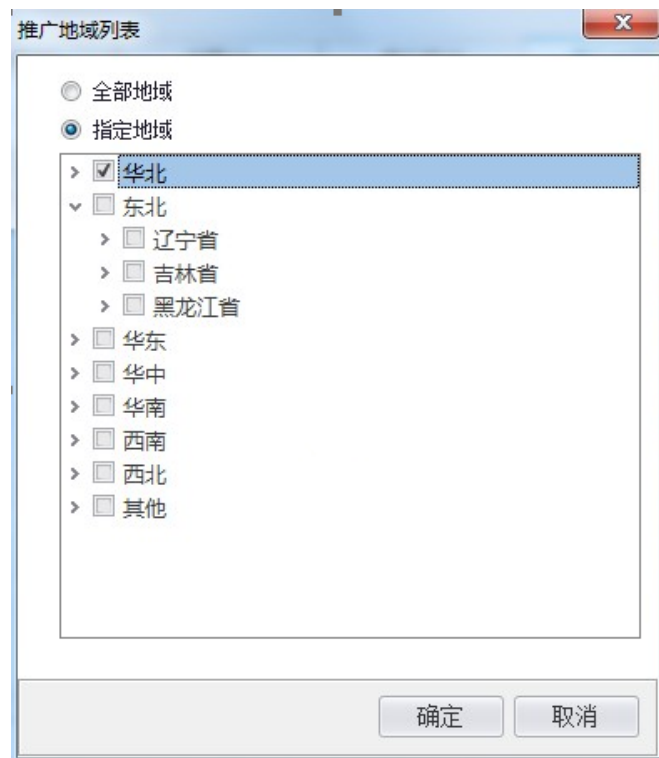 推广地域列表
全部地域
指定地域
华北
东北
辽宁省
吉林省
黑龙江省
华东
华中
华南
西南
西北
其他
确定 取消